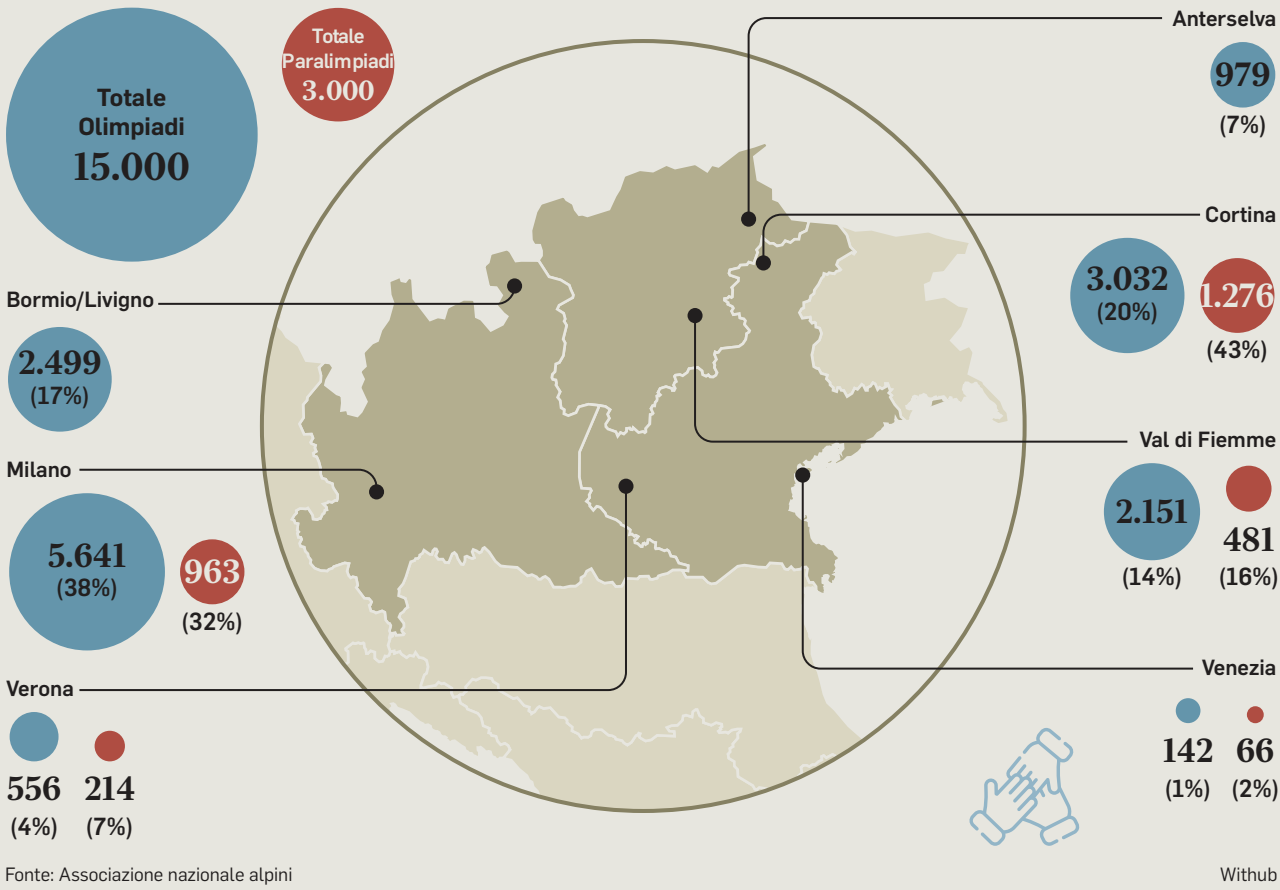 Totale
Olimpiadi
15.000
Totale
Paralimpiadi
3.000
Anterselva
979
(7%)
Cortina
3.032
(20%)
1.276
(43%)
Bormio/Livigno
2.499
(17%)
Val di Fiemme
2.151
(14%)
481
(16%)
Milano
5.641
(38%)
963
(32%)
Venezia
142
(1%)
66
(2%)
Verona
556
(4%)
214
(7%)
Fonte: Associazione nazionale alpini
Withub